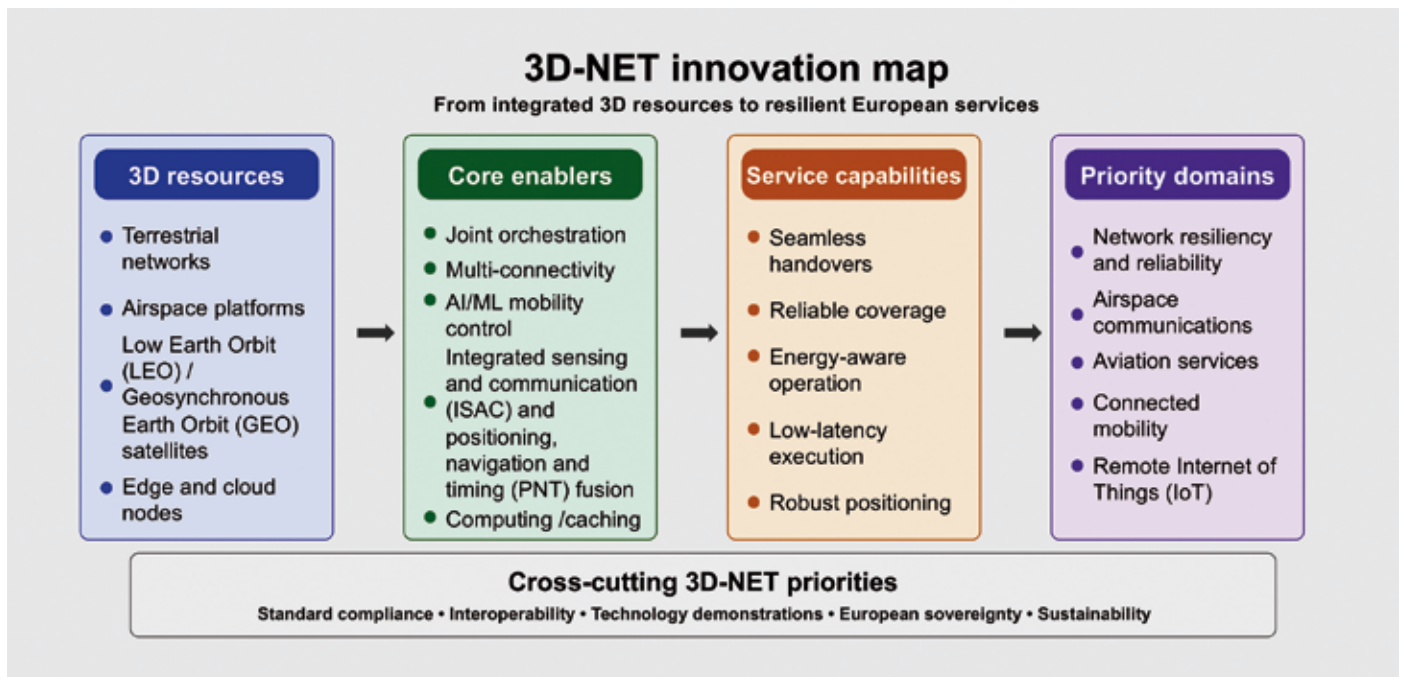 3D-NET innovation map
From integrated 3D resources to resilient European services
3D resources
Terrestrial
networks
Airspace platforms
Low Earth Orbit
(LEO) /
Geosynchronous
Earth Orbit (GEO)
satellites
Edge and cloud
nodes
Core enablers
Joint orchestration
Multi-connectivity
AI/ML mobility
control
Integrated sensing
and communication
(ISAC) and
positioning,
navigation and
timing (PNT) fusion
Computing /caching
Service capabilities
Seamless
handovers
Reliable coverage
Energy-aware
operation
Low-latency
execution
Robust positioning
Priority domains
Network resiliency
and reliability
Airspace
communications
Aviation services
Connected
mobility
Remote Internet of
Things (IoT)
Cross-cutting 3D-NET priorities
Standard compliance • Interoperability • Technology demonstrations • European sovereignty • Sustainability